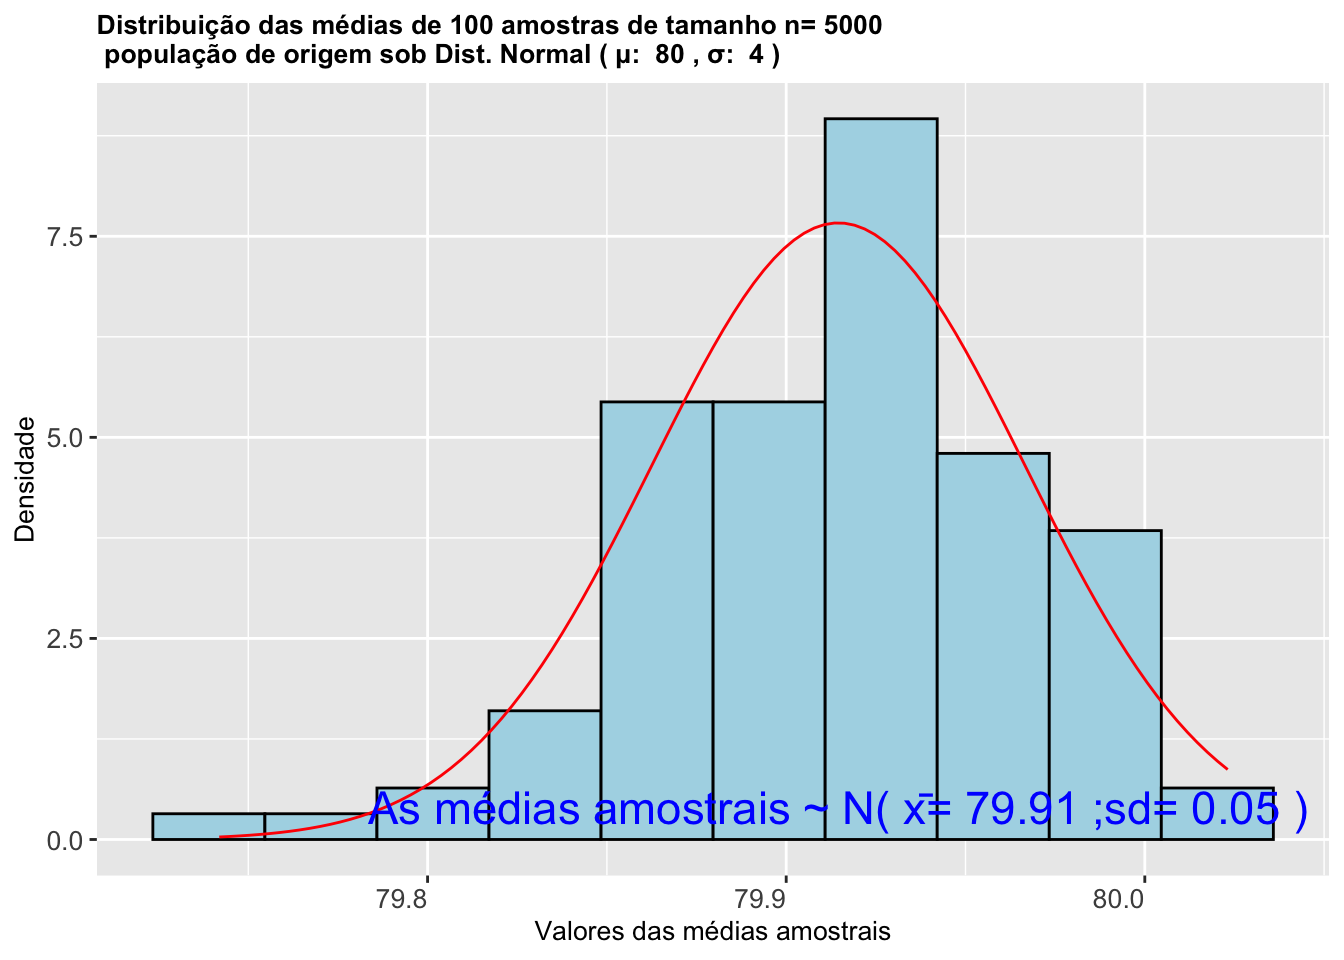 Distribuição das médias de 100 amostras de tamanho n= 5000
população de origem sob Dist. Normal ( μ:  80 , σ:  4 )
Densidade
7.5
5.0
2.5
0.0
As médias amostrais ~ N( x̄= 79.91 ;sd= 0.05 )
79.8
79.9
80.0
Valores das médias amostrais